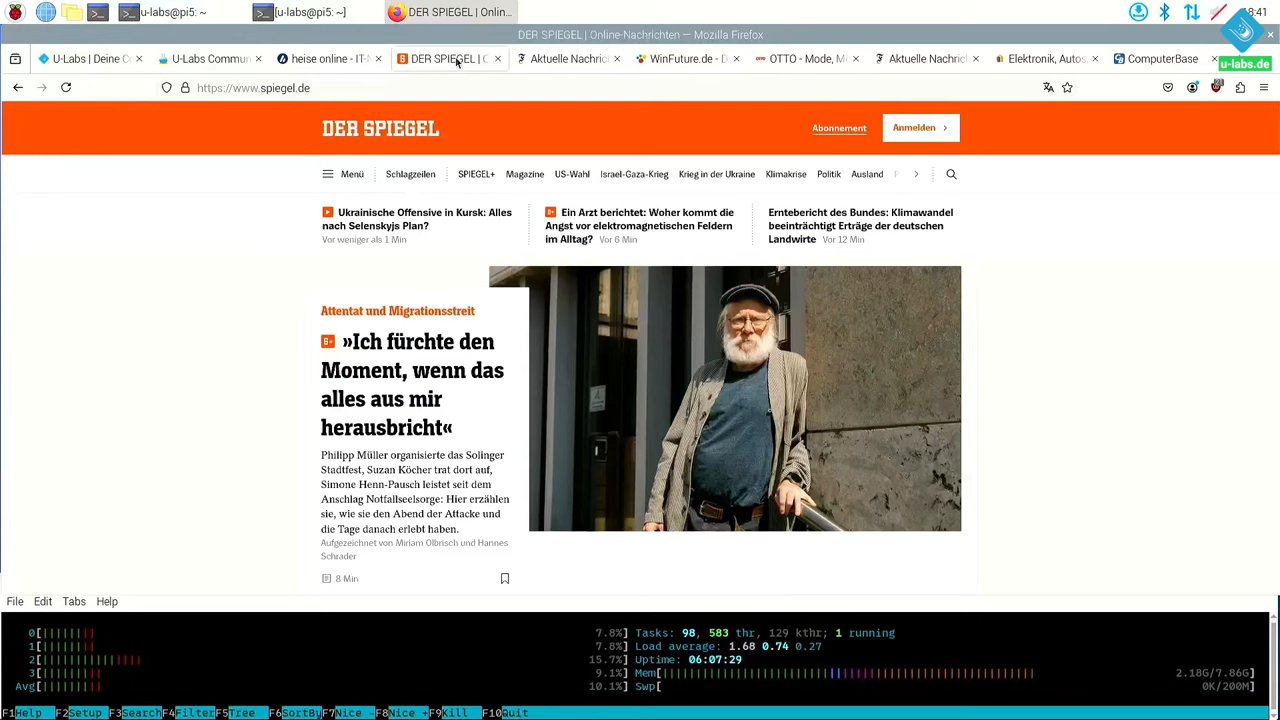 u-labs@pi5: ~
[u-labs@pi5: ~]
DER SPIEGEL | Onlin...
18:41
DER SPIEGEL | Online-Nachrichten — Mozilla Firefox
U-Labs | Deine C
U-Labs Commun
heise online - IT-N
DER SPIEGEL | O
Aktuelle Nachric
WinFuture.de - D
OTTO - Mode, M
Aktuelle Nachric
Elektronik, Autos,
ComputerBase
u-labs.de
https://www.spiegel.de
DER SPIEGEL
Abonnement
Anmelden
Menü
Schlagzeilen
SPIEGEL+
Magazine
US-Wahl
Israel-Gaza-Krieg
Krieg in der Ukraine
Klimakrise
Politik
Ausland
Ukrainische Offensive in Kursk: Alles
nach Selenskyjs Plan?
Vor weniger als 1 Min
Ein Arzt berichtet: Woher kommt die
Angst vor elektromagnetischen Feldern
im Alltag? Vor 6 Min
Erntebericht des Bundes: Klimawandel
beeinträchtigt Erträge der deutschen
Landwirte Vor 12 Min
Attentat und Migrationsstreit
»Ich fürchte den
Moment, wenn das
alles aus mir
herausbricht«
Philipp Müller organisierte das Solinger
Stadtfest, Suzan Köcher trat dort auf,
Simone Henn-Pausch leistet seit dem
Anschlag Notfallseelsorge: Hier erzählen
sie, wie sie den Abend der Attacke und
die Tage danach erlebt haben.
Aufgezeichnet von Miriam Olbrisch und Hannes
Schrader
8 Min
File Edit Tabs Help
0[ 7.8%] Tasks: 98, 583 thr, 129 kthr; 1 running
1[ 7.8%] Load average: 1.68 0.74 0.27
2[ 15.7%] Uptime: 06:07:29
3[ 9.1%] Mem[ 2.18G/7.86G]
Avg[ 10.1%] Swp[ 0K/200M]
F1Help F2Setup F3Search F4Filter F5Tree F6SortBy F7Nice - F8Nice + F9Kill F10Quit